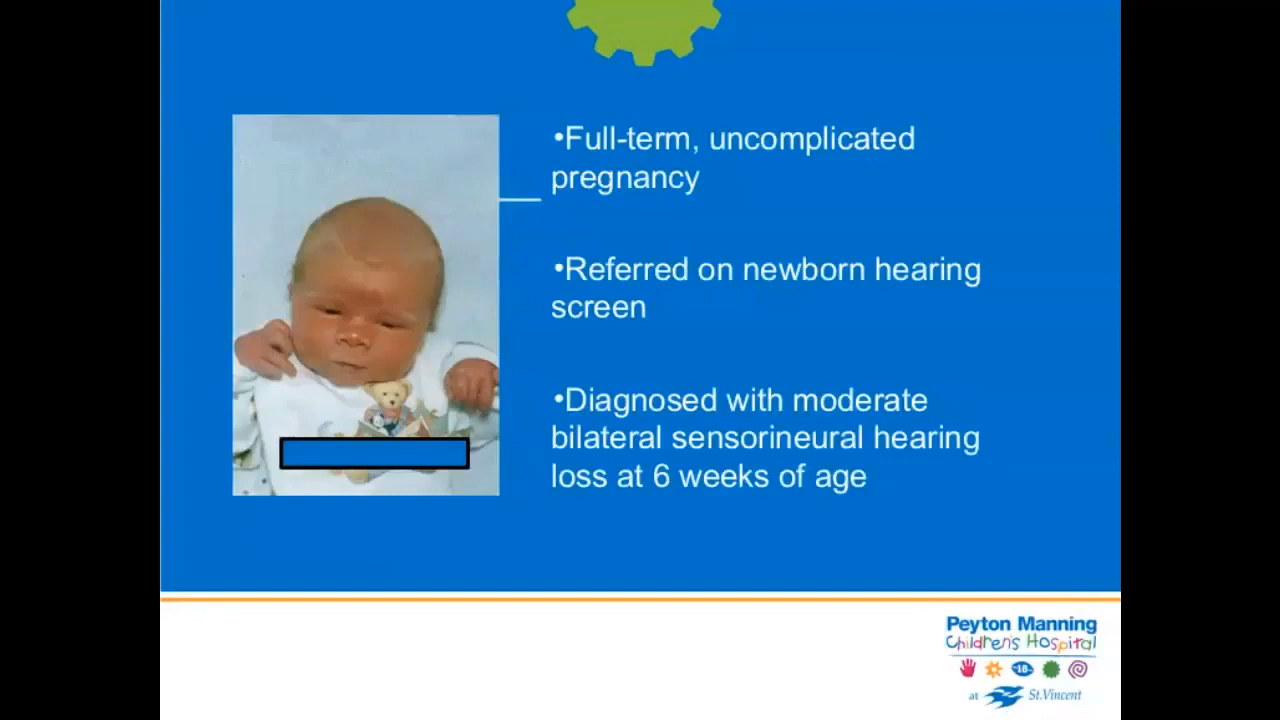 •Full-term, uncomplicated
pregnancy
•Referred on newborn hearing
screen
•Diagnosed with moderate
bilateral sensorineural hearing
loss at 6 weeks of age
Peyton Manning
Children's Hospital
18
at St.Vincent